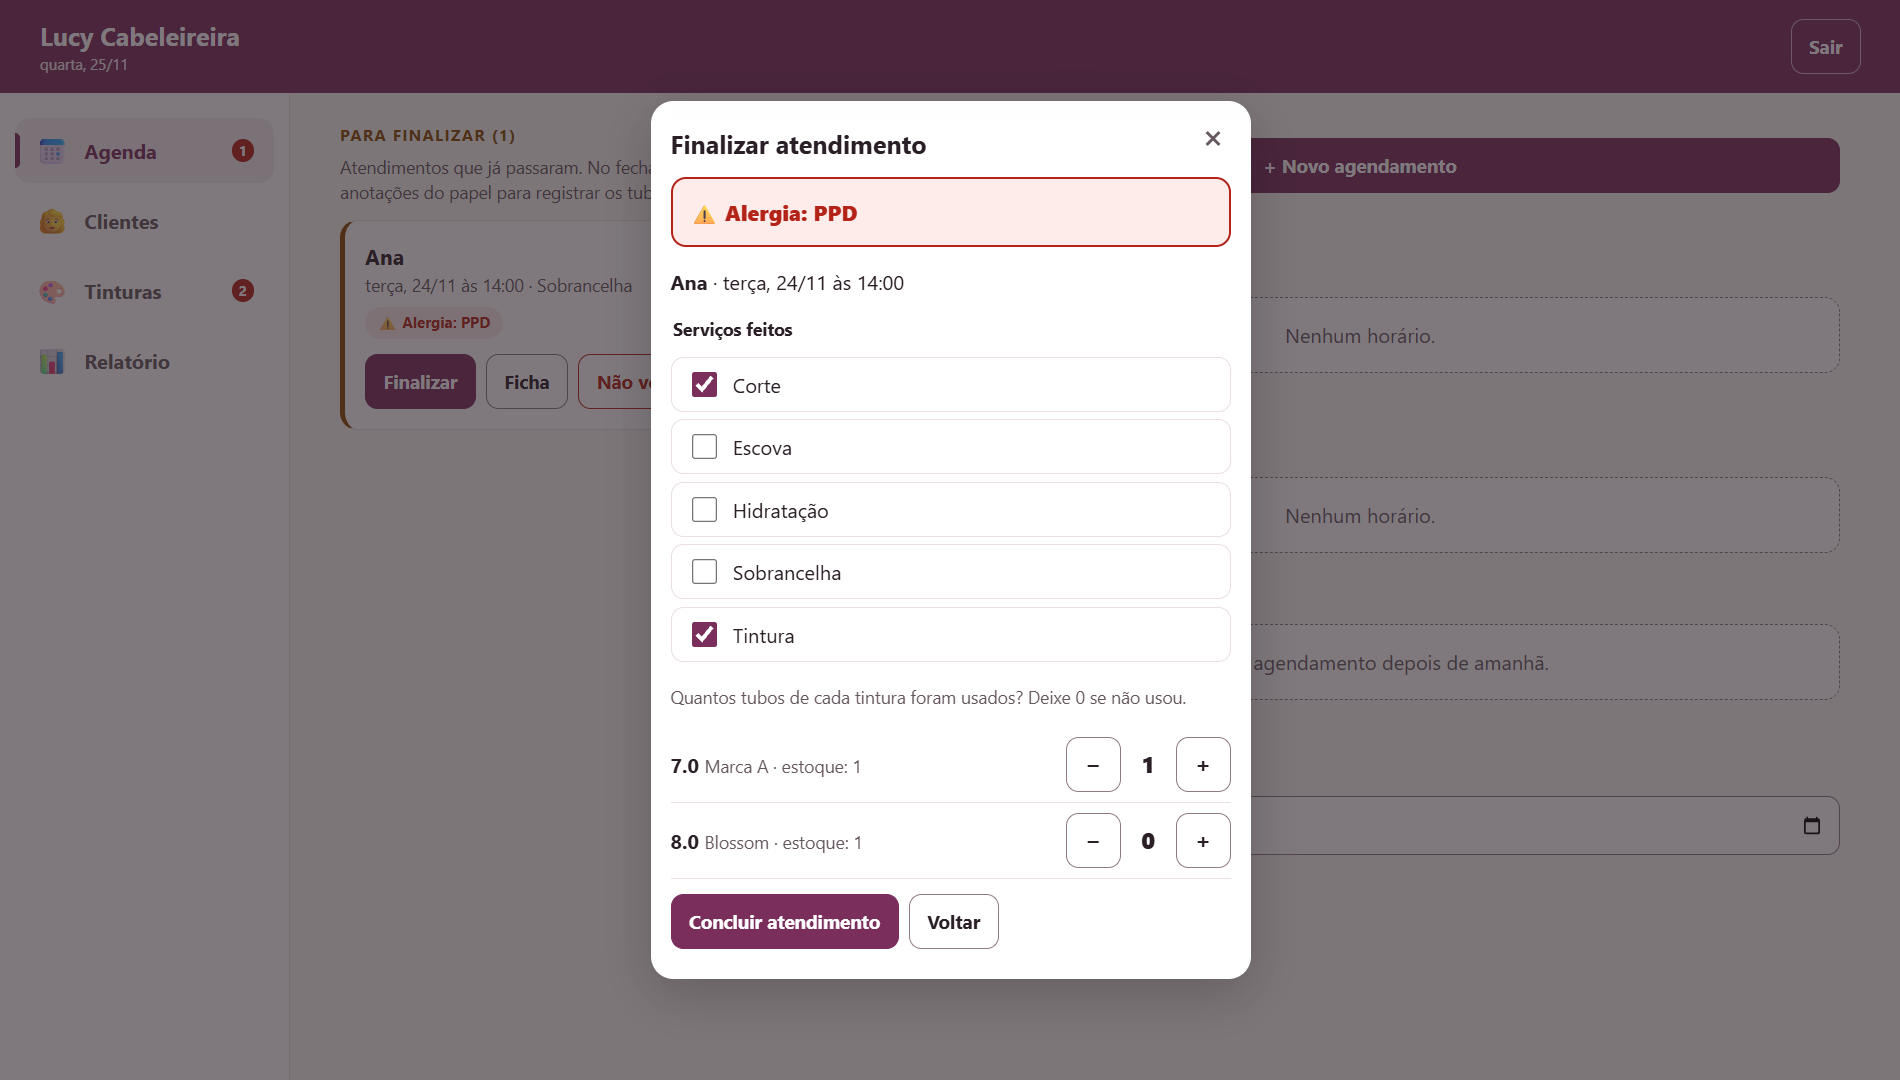 Lucy Cabeleireira
quarta, 25/11
Sair
Agenda
1
Clientes
Tinturas
2
Relatório
PARA FINALIZAR (1)
Atendimentos que já passaram. No
anotações do papel para registrar os
Ana
terça, 24/11 às 14:00 · Sobrancelha
Alergia: PPD
Finalizar
Ficha
Não
+ Novo agendamento
Nenhum horário.
Nenhum horário.
agendamento depois de amanhã.
Finalizar atendimento
×
Alergia: PPD
Ana · terça, 24/11 às 14:00
Serviços feitos
Corte
Escova
Hidratação
Sobrancelha
Tintura
Quantos tubos de cada tintura foram usados? Deixe 0 se não usou.
7.0 Marca A · estoque: 1
− 1 +
8.0 Blossom · estoque: 1
− 0 +
Concluir atendimento
Voltar